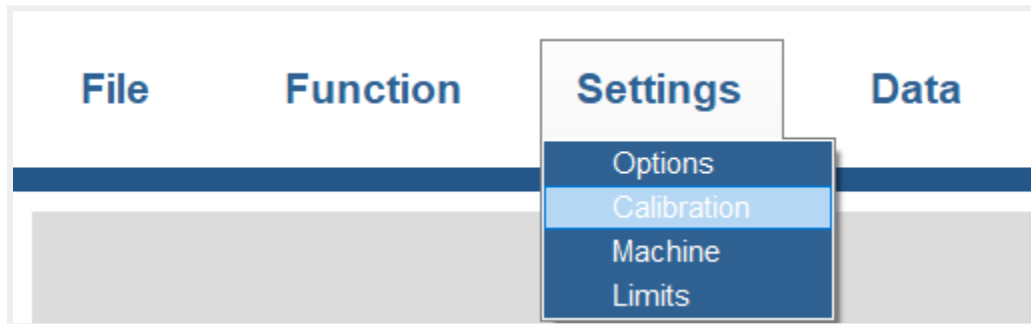 File Function Settings Data
Options
Calibration
Machine
Limits